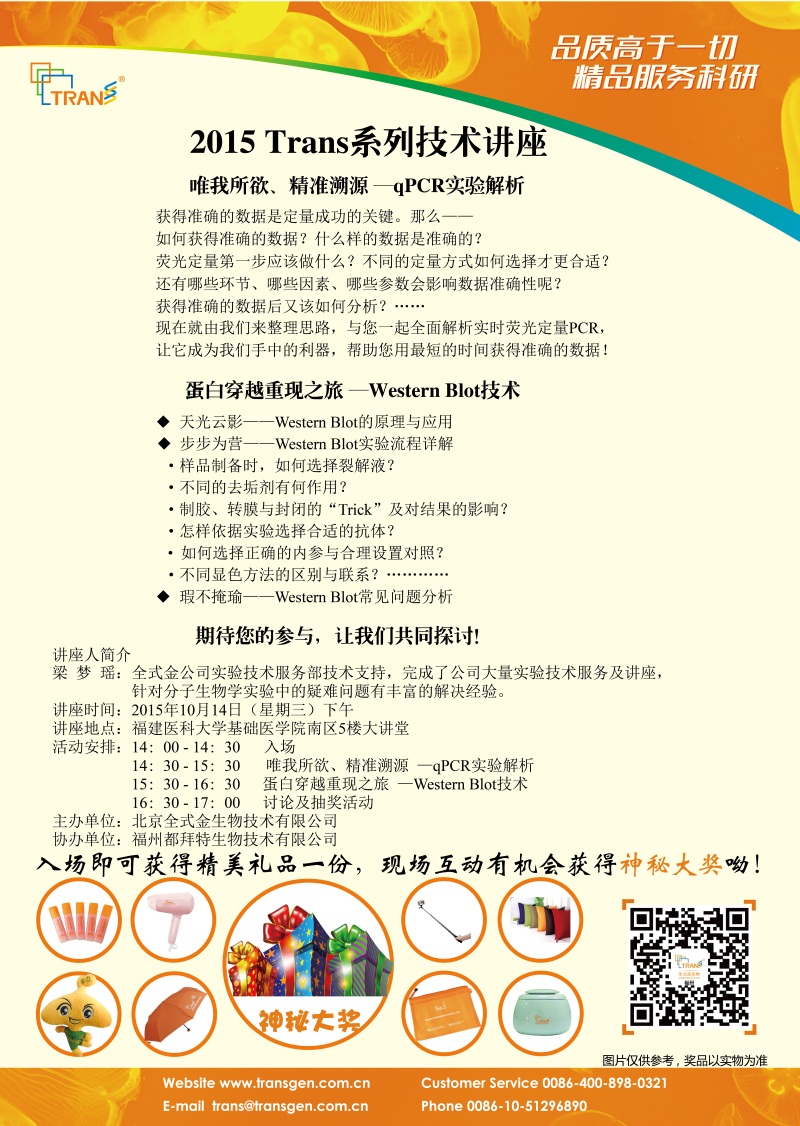 品质高于一切
精品服务科研
TRANS®
2015 Trans系列技术讲座
唯我所欲、精准溯源 —qPCR实验解析
获得准确的数据是定量成功的关键。那么——
如何获得准确的数据？什么样的数据是准确的？
荧光定量第一步应该做什么？不同的定量方式如何选择才更合适？
还有哪些环节、哪些因素、哪些参数会影响数据准确性呢？
获得准确的数据后又该如何分析？……
现在就由我们来整理思路，与您一起全面解析实时荧光定量PCR，
让它成为我们手中的利器，帮助您用最短的时间获得准确的数据！
蛋白穿越重现之旅 —Western Blot技术
◆ 天光云影——Western Blot的原理与应用
◆ 步步为营——Western Blot实验流程详解
·样品制备时，如何选择裂解液？
·不同的去垢剂有何作用？
·制胶、转膜与封闭的“Trick”及对结果的影响？
·怎样依据实验选择合适的抗体？
· 如何选择正确的内参与合理设置对照？
·不同显色方法的区别与联系？…………
◆ 瑕不掩瑜——Western Blot常见问题分析
期待您的参与，让我们共同探讨！
讲座人简介
梁 梦 瑶：全式金公司实验技术服务部技术支持，完成了公司大量实验技术服务及讲座，
针对分子生物学实验中的疑难问题有丰富的解决经验。
讲座时间：2015年10月14日（星期三）下午
讲座地点：福建医科大学基础医学院南区5楼大讲堂
活动安排：14：00 - 14：30 入场
14：30 - 15：30 唯我所欲、精准溯源 —qPCR实验解析
15：30 - 16：30 蛋白穿越重现之旅 —Western Blot技术
16：30 - 17：00 讨论及抽奖活动
主办单位：北京全式金生物技术有限公司
协办单位：福州都拜特生物技术有限公司
入场即可获得精美礼品一份，现场互动有机会获得神秘大奖呦！
神秘大奖
TRANS
图片仅供参考，奖品以实物为准
Website www.transgen.com.cn Customer Service 0086-400-898-0321
E-mail trans@transgen.com.cn Phone 0086-10-51296890